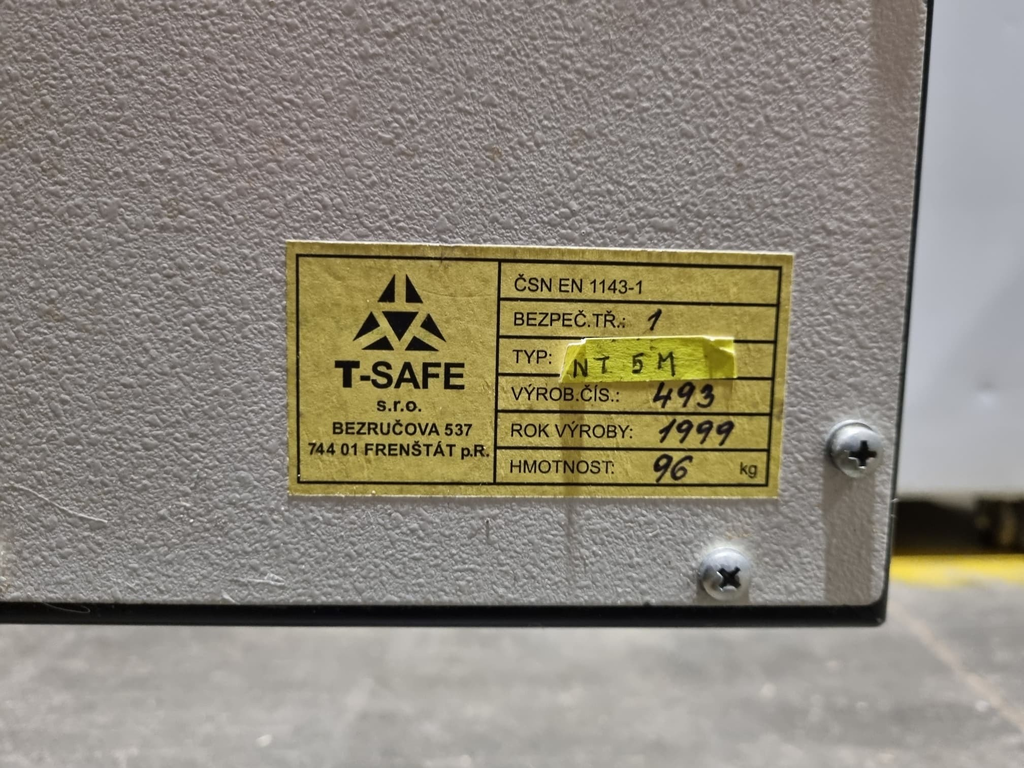 T-SAFE
s.r.o.
BEZRUČOVA 537
744 01 FRENŠTÁT p.R.
ČSN EN 1143-1
BEZPEČ.TŘ.: 1
TYP: NT 5M
VÝROB.ČÍS.: 493
ROK VÝROBY: 1999
HMOTNOST: 96 kg